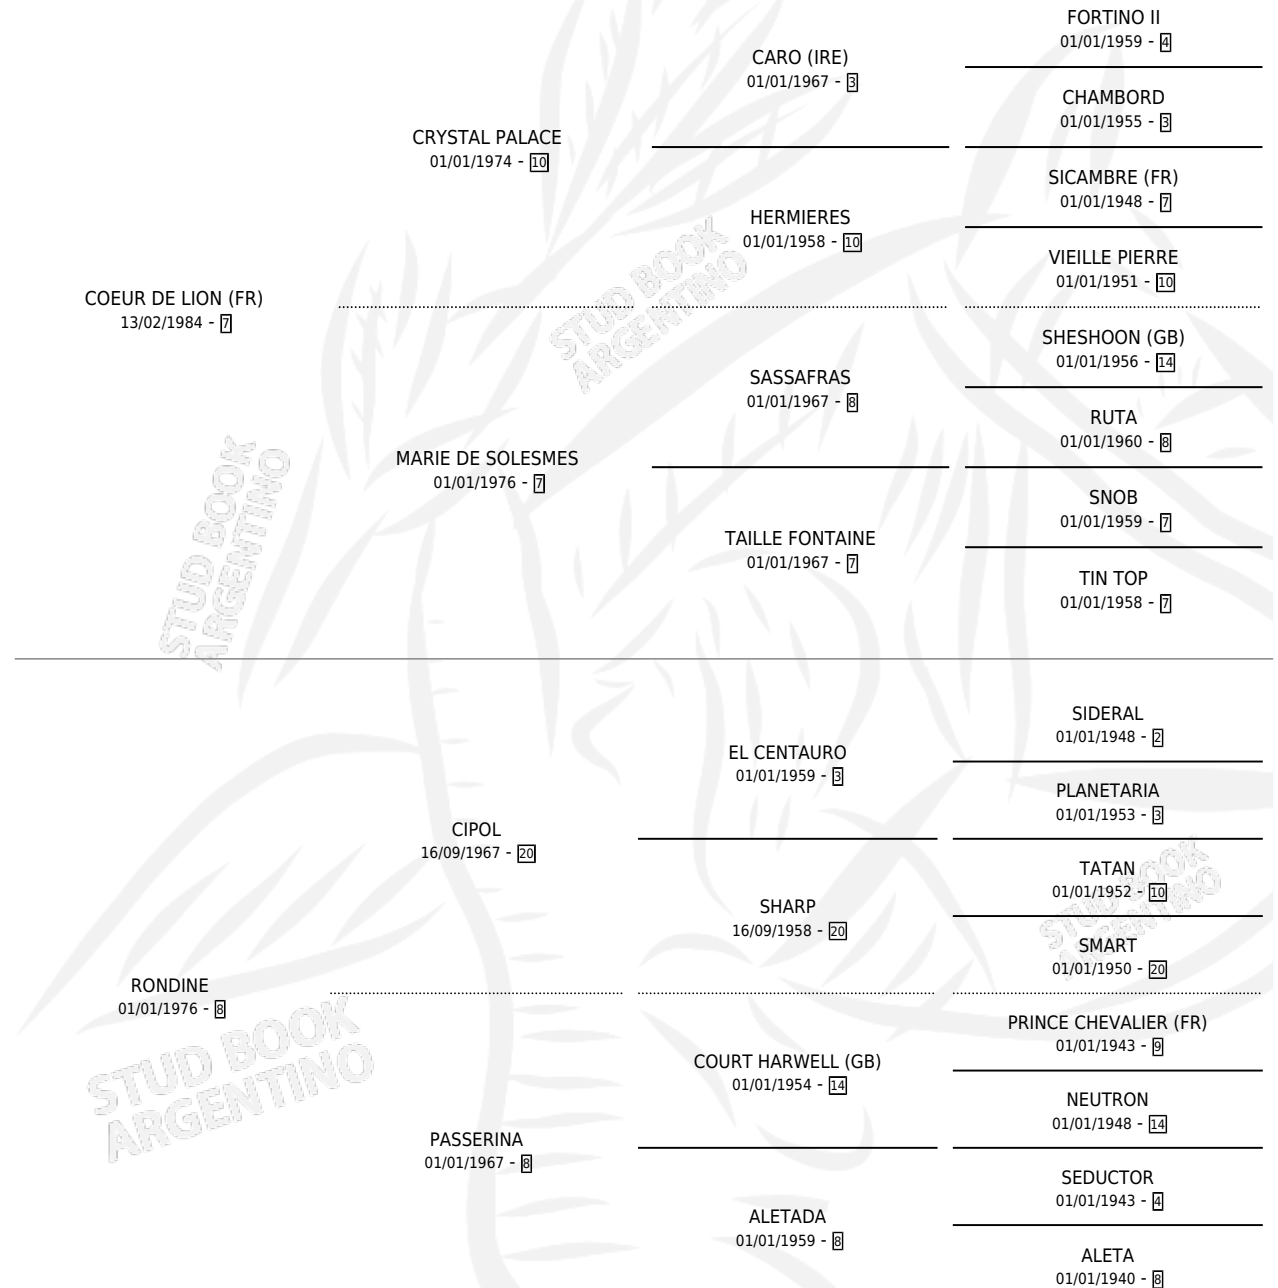 FORTINO II
01/01/1959 - 4
CARO (IRE)
01/01/1967 - 3
CHAMBORD
01/01/1955 - 3
CRYSTAL PALACE
01/01/1974 - 10
SICAMBRE (FR)
01/01/1948 - 7
HERMIERES
01/01/1958 - 10
VIEILLE PIERRE
01/01/1951 - 10
COEUR DE LION (FR)
13/02/1984 - 7
SHESHOON (GB)
01/01/1956 - 14
SASSAFRAS
01/01/1967 - 8
RUTA
01/01/1960 - 8
MARIE DE SOLESMES
01/01/1976 - 7
SNOB
01/01/1959 - 7
TAILLE FONTAINE
01/01/1967 - 7
TIN TOP
01/01/1958 - 7
SIDERAL
01/01/1948 - 2
EL CENTAURO
01/01/1959 - 3
PLANETARIA
01/01/1953 - 3
CIPOL
16/09/1967 - 20
TATAN
01/01/1952 - 10
SHARP
16/09/1958 - 20
SMART
01/01/1950 - 20
RONDINE
01/01/1976 - 8
PRINCE CHEVALIER (FR)
01/01/1943 - 9
COURT HARWELL (GB)
01/01/1954 - 14
NEUTRON
01/01/1948 - 14
PASSERINA
01/01/1967 - 8
SEDUCTOR
01/01/1943 - 4
ALETADA
01/01/1959 - 8
ALETA
01/01/1940 - 8
STUD BOOK
ARGENTINO
STUD BOOK
ARGENTINO
STUD BOOK
ARGENTINO
STUD BOOK
ARGENTINO